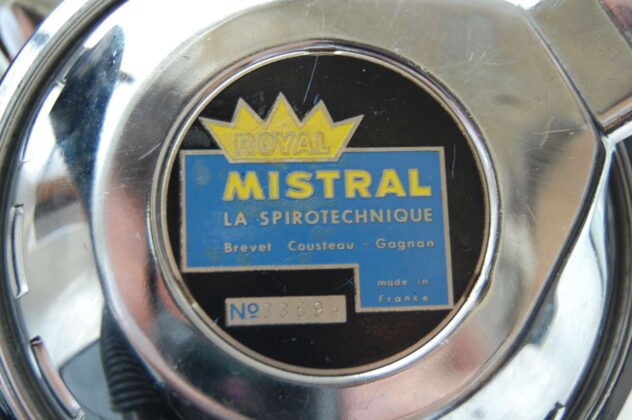 ROYAL
MISTRAL
LA SPIROTECHNIQUE
Brevet Cousteau - Gagnan
made in
France
No